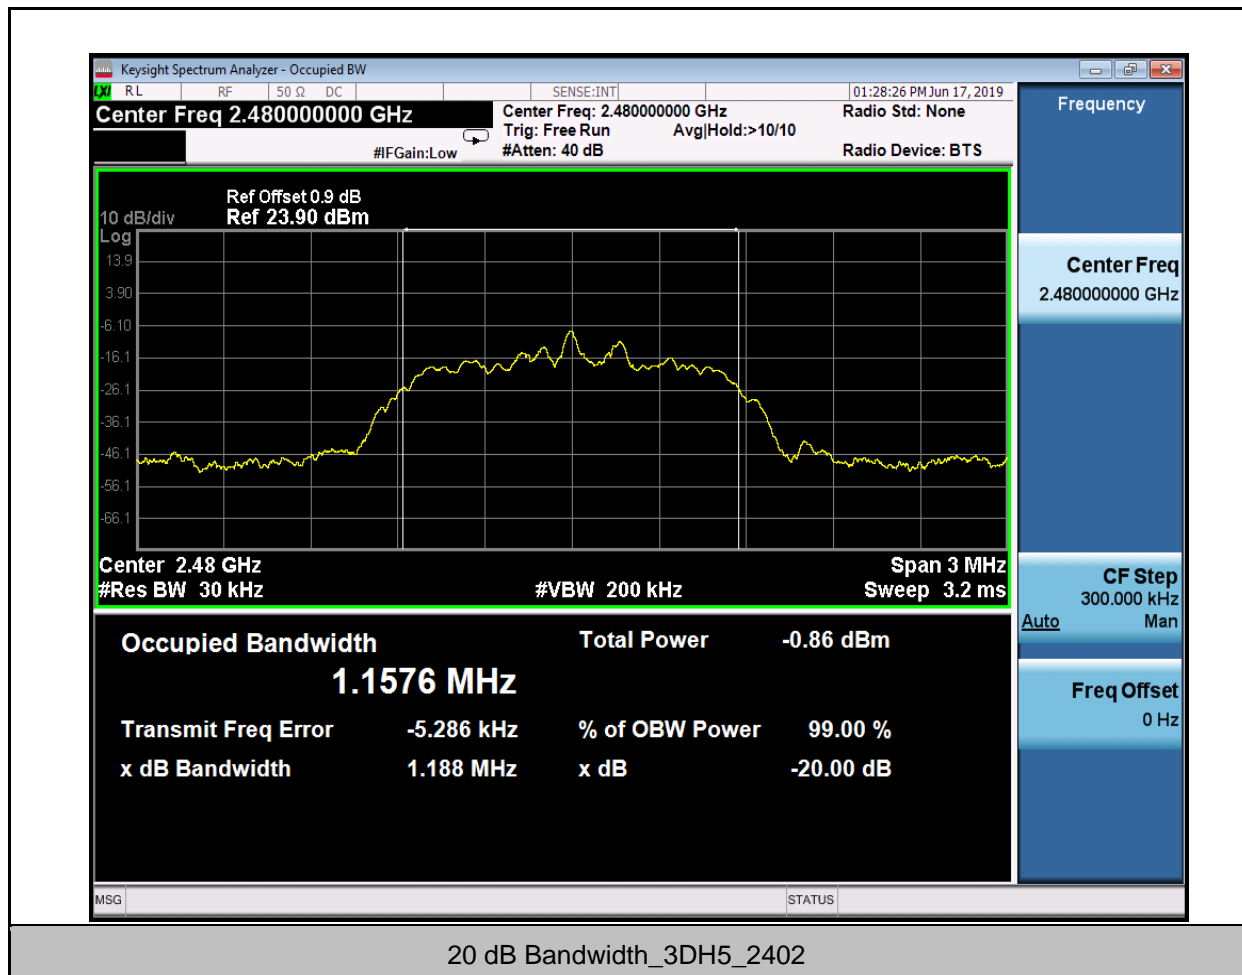 Keysight Spectrum Analyzer - Occupied BW
LXI RL RF 50 Ω DC SENSE:INT 01:28:26 PM Jun 17, 2019
Center Freq 2.480000000 GHz
Center Freq: 2.480000000 GHz Radio Std: None
Trig: Free Run Avg|Hold:>10/10
#IFGain:Low #Atten: 40 dB Radio Device: BTS
Ref Offset 0.9 dB
10 dB/div Ref 23.90 dBm
Log
13.9
3.90
-6.10
-16.1
-26.1
-36.1
-46.1
-56.1
-66.1
Center 2.48 GHz Span 3 MHz
#Res BW 30 kHz #VBW 200 kHz Sweep 3.2 ms
Occupied Bandwidth Total Power -0.86 dBm
1.1576 MHz
Transmit Freq Error -5.286 kHz % of OBW Power 99.00 %
x dB Bandwidth 1.188 MHz x dB -20.00 dB
Frequency
Center Freq
2.480000000 GHz
CF Step
300.000 kHz
Auto Man
Freq Offset
0 Hz
MSG STATUS
20 dB Bandwidth_3DH5_2402